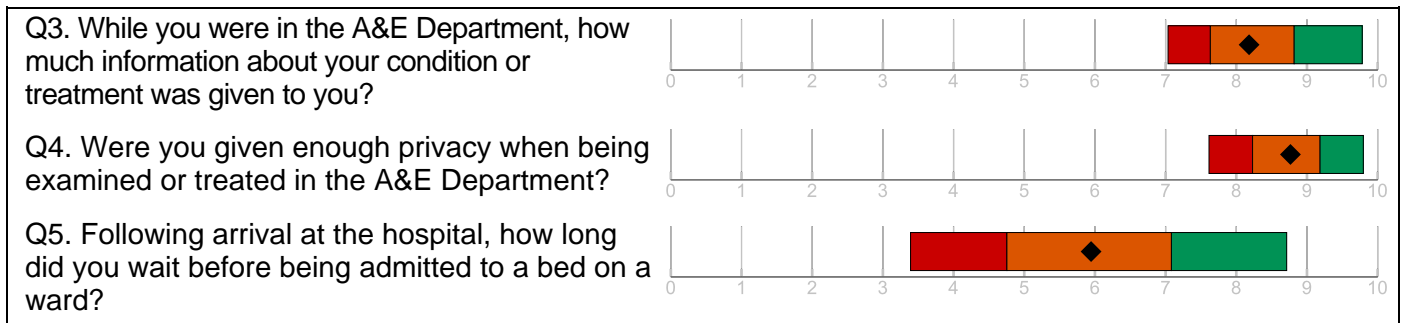 Q3. While you were in the A&E Department, how
much information about your condition or
treatment was given to you?
0 1 2 3 4 5 6 7 8 9 10
Q4. Were you given enough privacy when being
examined or treated in the A&E Department?
0 1 2 3 4 5 6 7 8 9 10
Q5. Following arrival at the hospital, how long
did you wait before being admitted to a bed on a
ward?
0 1 2 3 4 5 6 7 8 9 10